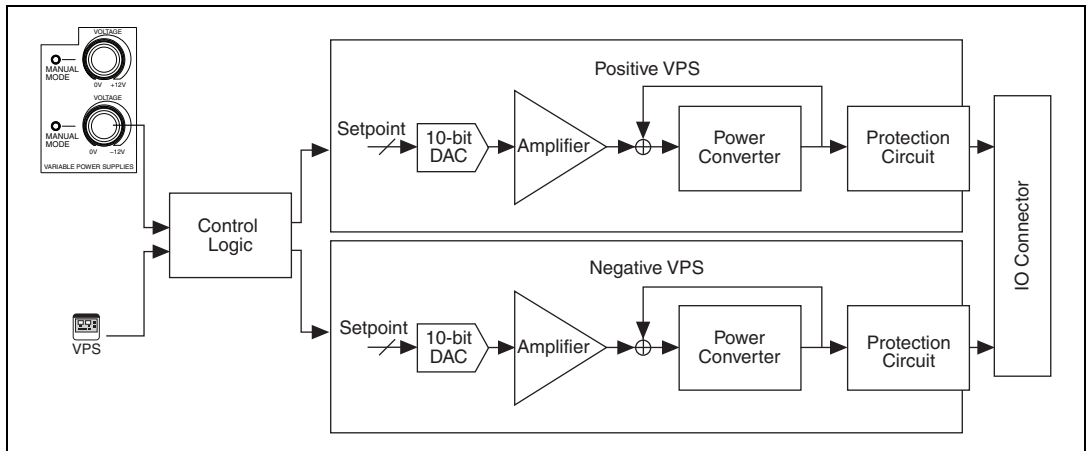 VOLTAGE
MANUAL
MODE
0V +12V
VOLTAGE
MANUAL
MODE
0V −12V
VARIABLE POWER SUPPLIES
VPS
Control
Logic
Positive VPS
Setpoint
10-bit
DAC
Amplifier
Power
Converter
Protection
Circuit
Negative VPS
Setpoint
10-bit
DAC
Amplifier
Power
Converter
Protection
Circuit
IO Connector